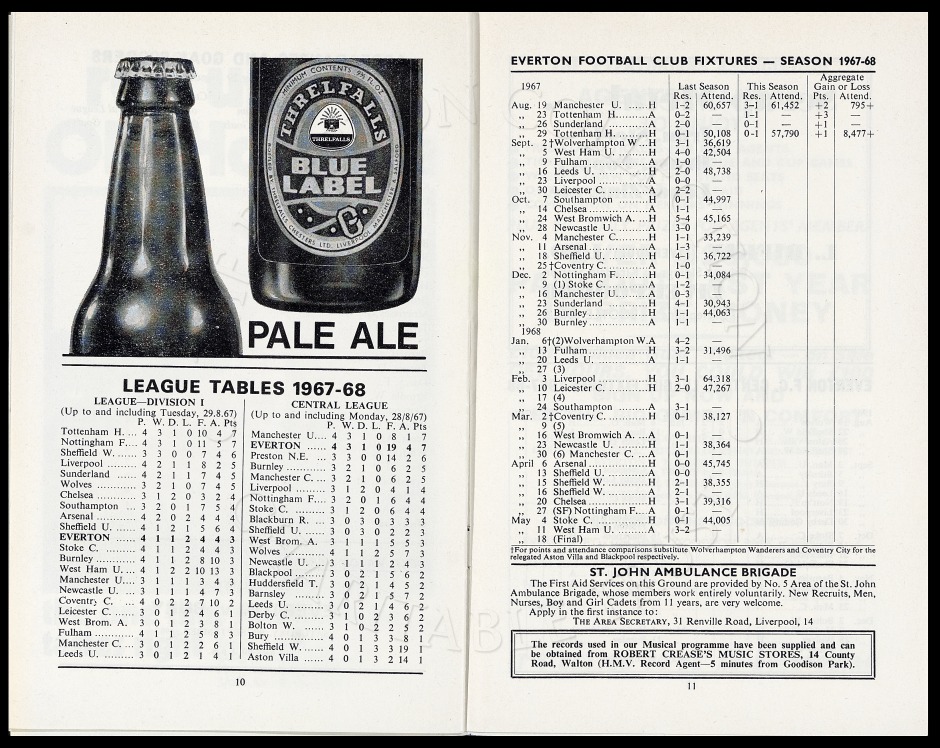 MINIMUM CONTENTS 9⅔ FL. OZ.
THRELFALLS
THRELFALLS
BLUE
LABEL
PALE ALE
LEAGUE TABLES 1967-68
LEAGUE—DIVISION I
(Up to and including Tuesday, 29.8.67)
P. W. D. L. F. A. Pts
Tottenham H. ... 4 3 1 0 10 4 7
Nottingham F. ... 4 3 1 0 11 5 7
Sheffield W. ... 3 3 0 0 7 4 6
Liverpool ... 4 2 1 1 8 2 5
Sunderland ... 4 2 1 1 7 4 5
Wolves ... 3 2 1 0 7 4 5
Chelsea ... 3 1 2 0 3 2 4
Southampton ... 3 2 0 1 7 5 4
Arsenal ... 4 2 0 2 4 4 4
Sheffield U. ... 4 1 2 1 5 6 4
EVERTON ... 4 1 1 2 4 4 3
Stoke C. ... 4 1 1 2 4 4 3
Burnley ... 4 1 1 2 8 10 3
West Ham U. ... 4 1 1 2 10 13 3
Manchester U. ... 3 1 1 1 3 4 3
Newcastle U. ... 3 1 1 1 4 7 3
Coventry C. ... 4 0 2 2 7 10 2
Leicester C. ... 3 0 1 2 4 6 1
West Brom. A. 3 0 1 2 3 8 1
Fulham ... 4 1 1 2 5 8 3
Manchester C. ... 3 0 1 2 2 6 1
Leeds U. ... 3 0 1 2 1 4 1
CENTRAL LEAGUE
(Up to and including Monday, 28/8/67)
P. W. D. L. F. A. Pts
Manchester U. ... 4 3 1 0 8 1 7
EVERTON ... 4 3 1 0 19 4 7
Preston N.E. ... 3 3 0 0 14 2 6
Burnley ... 3 2 1 0 6 2 5
Manchester C. ... 3 2 1 0 6 2 5
Liverpool ... 3 1 2 0 4 1 4
Nottingham F. ... 3 2 0 1 6 4 4
Stoke C. ... 3 1 2 0 6 4 4
Blackburn R. ... 3 0 3 0 3 3 3
Sheffield U. ... 3 0 3 0 2 2 3
West Brom. A. 3 1 1 1 5 5 3
Wolves ... 4 1 1 2 5 7 3
Newcastle U. ... 3 1 1 1 2 4 3
Blackpool ... 3 0 2 1 5 6 2
Huddersfield T. 3 0 2 1 4 5 2
Barnsley ... 3 0 2 1 5 7 2
Leeds U. ... 3 0 2 1 4 6 2
Derby C. ... 3 1 0 2 3 6 2
Bolton W. ... 3 1 0 2 2 5 2
Bury ... 4 0 1 3 3 8 1
Sheffield W. ... 4 0 1 3 3 19 1
Aston Villa ... 4 0 1 3 2 14 1
10
EVERTON FOOTBALL CLUB FIXTURES — SEASON 1967-68
1967 Last Season This Season Aggregate Gain or Loss
Res. Attend. Res. Attend. Pts. Attend.
Aug. 19 Manchester U. ... H 1–2 60,657 3–1 61,452 +2 795+
„ 23 Tottenham H. ... A 0–2 — 1–1 — +3 —
„ 26 Sunderland ... A 2–0 — 0–1 — +1 —
„ 29 Tottenham H. ... H 0–1 50,108 0–1 57,790 +1 8,477+
Sept. 2 †Wolverhampton W. ... H 3–1 36,619
„ 5 West Ham U. ... H 4–0 42,504
„ 9 Fulham ... A 1–0 —
„ 16 Leeds U. ... H 2–0 48,738
„ 23 Liverpool ... A 0–0 —
„ 30 Leicester C. ... A 2–2 —
Oct. 7 Southampton ... H 0–1 44,997
„ 14 Chelsea ... A 1–1 —
„ 24 West Bromwich A. ... H 5–4 45,165
„ 28 Newcastle U. ... A 3–0 —
Nov. 4 Manchester C. ... H 1–1 33,239
„ 11 Arsenal ... A 1–3 —
„ 18 Sheffield U. ... H 4–1 36,722
„ 25 †Coventry C. ... A 1–0 —
Dec. 2 Nottingham F. ... H 0–1 34,084
„ 9 (1) Stoke C. ... A 1–2 —
„ 16 Manchester U. ... A 0–3 —
„ 23 Sunderland ... H 4–1 30,943
„ 26 Burnley ... H 1–1 44,063
„ 30 Burnley ... A 1–1 —
1968
Jan. 6 †(2) Wolverhampton W. A 4–2 —
„ 13 Fulham ... H 3–2 31,496
„ 20 Leeds U. ... A 1–1 —
„ 27 (3)
Feb. 3 Liverpool ... H 3–1 64,318
„ 10 Leicester C. ... H 2–0 47,267
„ 17 (4)
„ 24 Southampton ... A 3–1 —
Mar. 2 †Coventry C. ... H 0–1 38,127
„ 9 (5)
„ 16 West Bromwich A. ... A 0–1 —
„ 23 Newcastle U. ... H 1–1 38,364
„ 30 (6) Manchester C. ... A 0–1 —
April 6 Arsenal ... H 0–0 45,745
„ 13 Sheffield U. ... A 0–0 —
„ 15 Sheffield W. ... H 2–1 38,355
„ 16 Sheffield W. ... A 2–1 —
„ 20 Chelsea ... H 3–1 39,316
„ 27 (SF) Nottingham F. ... A 0–1 —
May 4 Stoke C. ... H 0–1 44,005
„ 11 West Ham U. ... A 3–2 —
„ 18 (Final)
†For points and attendance comparisons substitute Wolverhampton Wanderers and Coventry City for the
relegated Aston Villa and Blackpool respectively.
ST. JOHN AMBULANCE BRIGADE
The First Aid Services on this Ground are provided by No. 5 Area of the St. John
Ambulance Brigade, whose members work entirely voluntarily. New Recruits, Men,
Nurses, Boy and Girl Cadets from 11 years, are very welcome.
Apply in the first instance to:
THE AREA SECRETARY, 31 Renville Road, Liverpool, 14
The records used in our Musical programme have been supplied and can
be obtained from ROBERT CREASE'S MUSIC STORES, 14 County
Road, Walton (H.M.V. Record Agent—5 minutes from Goodison Park).
11